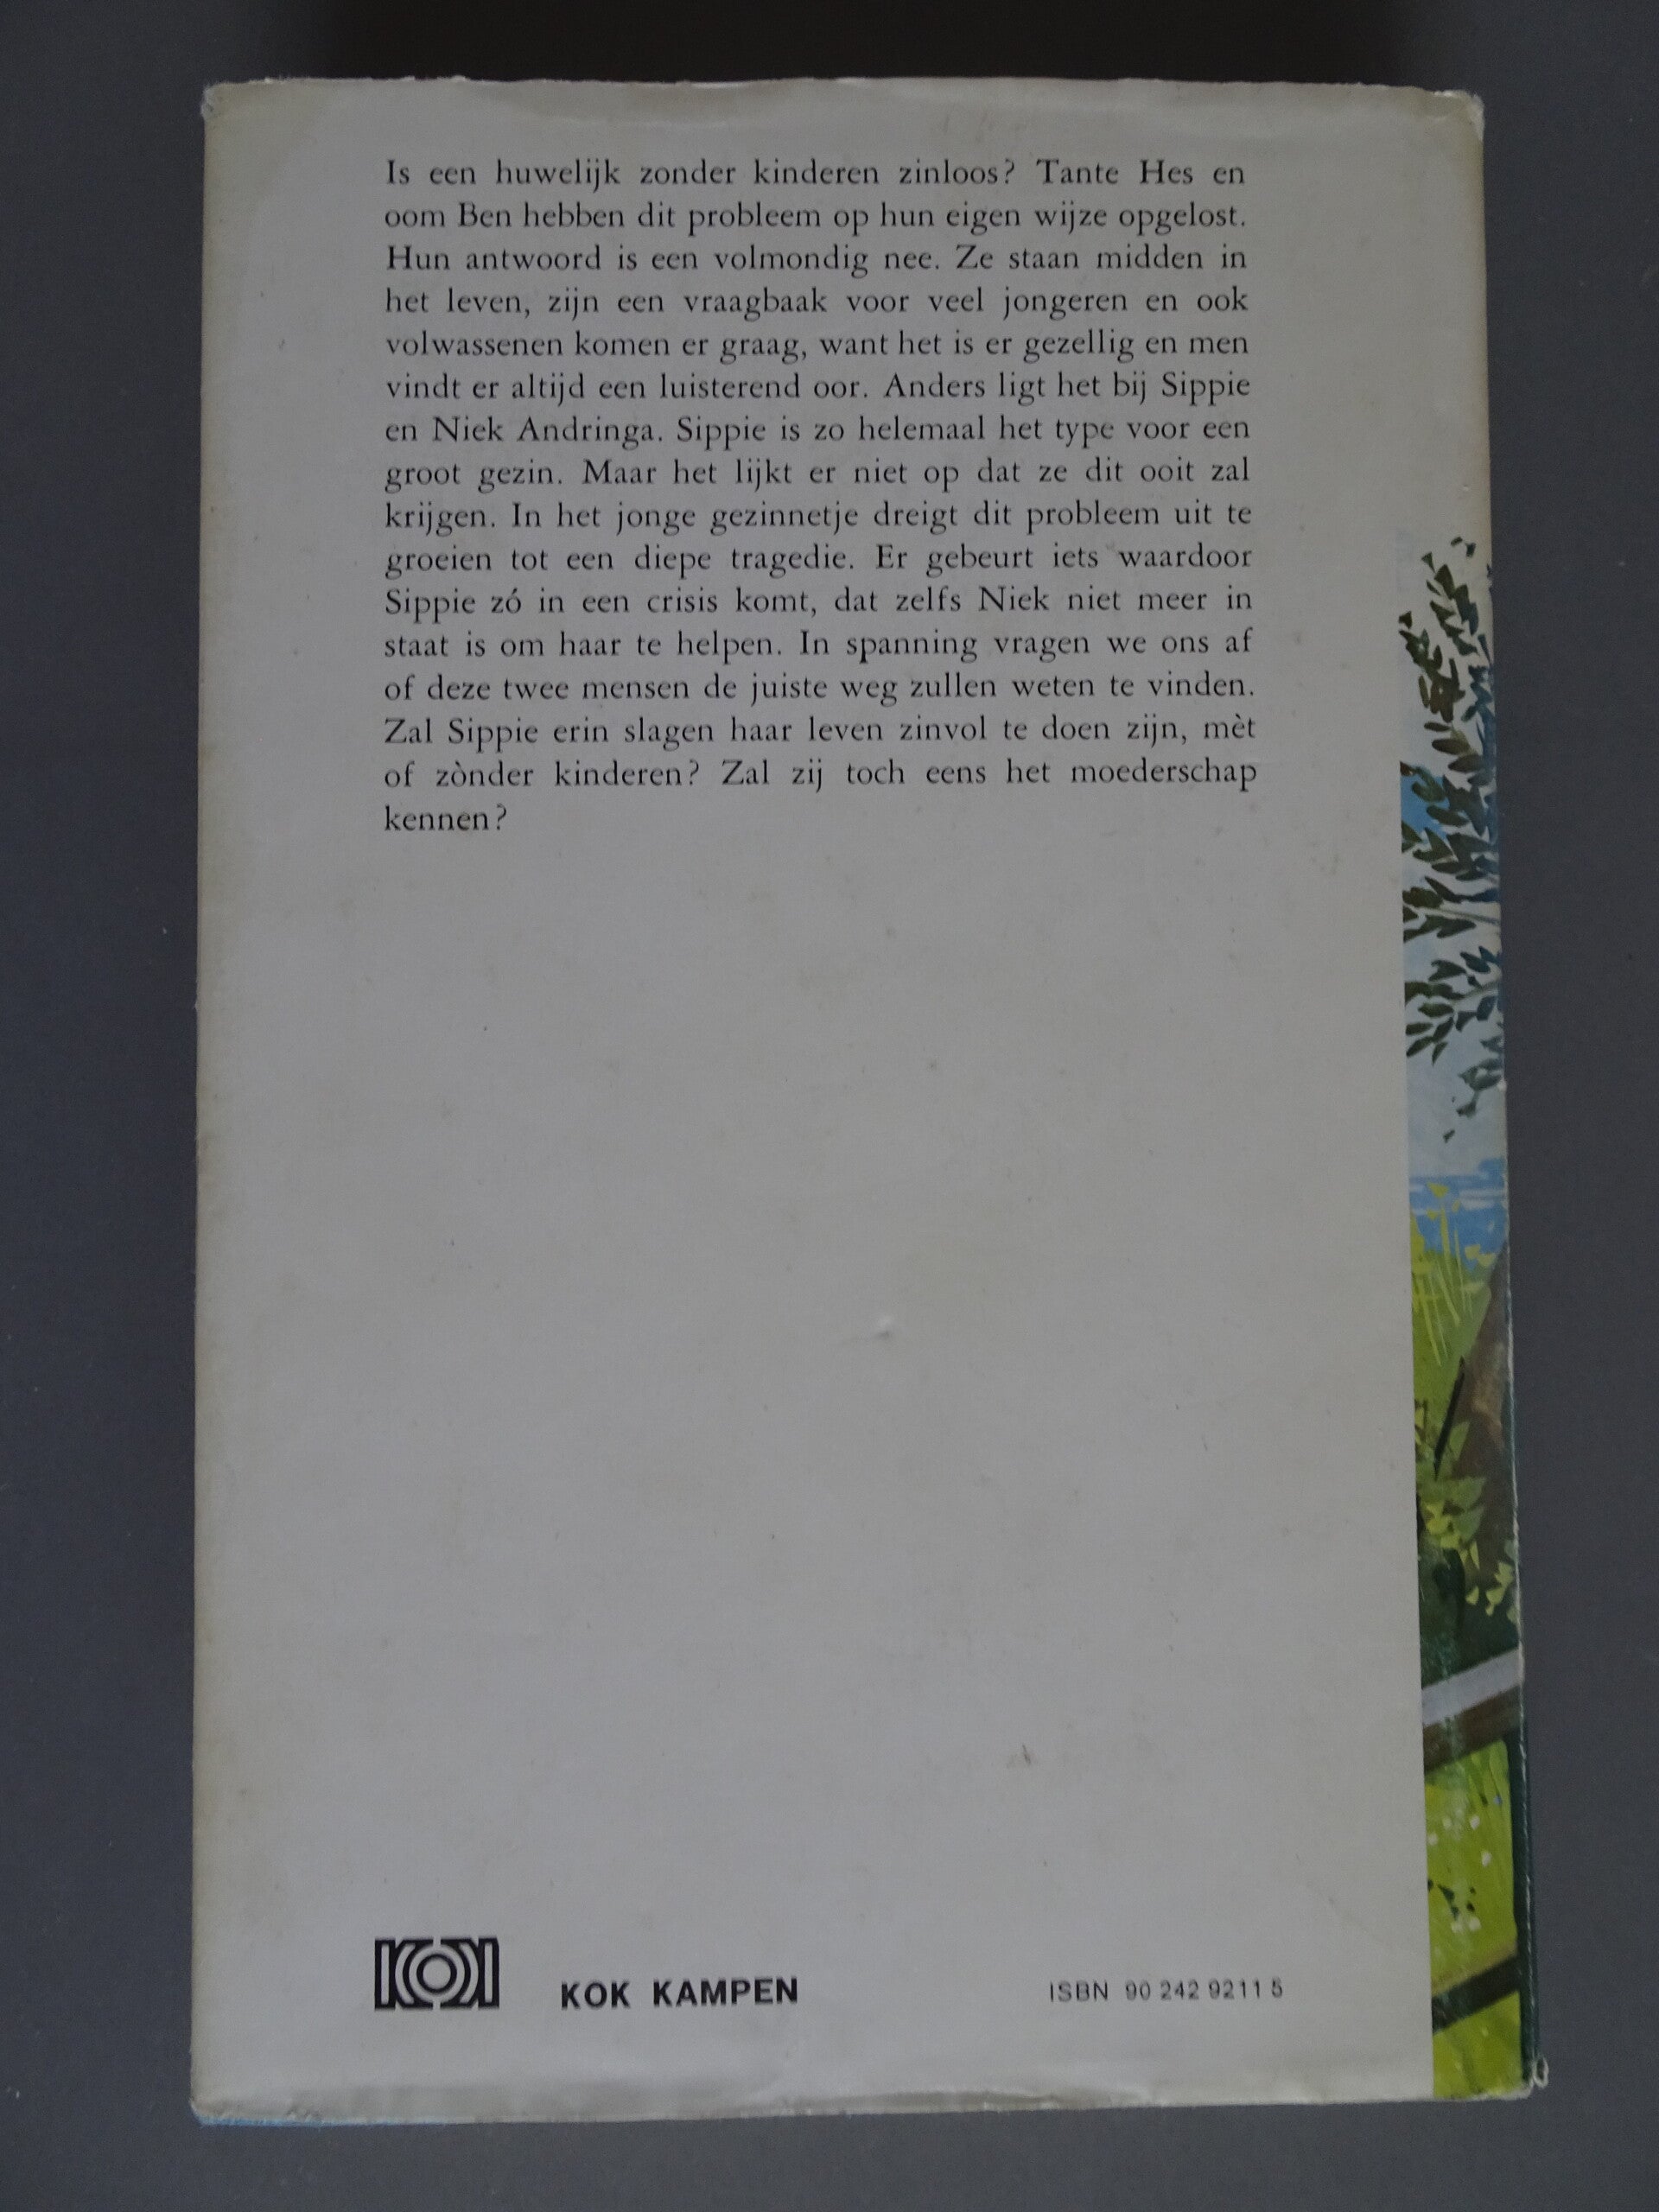 Is een huwelijk zonder kinderen zinloos? Tante Hes en
oom Ben hebben dit probleem op hun eigen wijze opgelost.
Hun antwoord is een volmondig nee. Ze staan midden in
het leven, zijn een vraagbaak voor veel jongeren en ook
volwassenen komen er graag, want het is er gezellig en men
vindt er altijd een luisterend oor. Anders ligt het bij Sippie
en Niek Andringa. Sippie is zo helemaal het type voor een
groot gezin. Maar het lijkt er niet op dat ze dit ooit zal
krijgen. In het jonge gezinnetje dreigt dit probleem uit te
groeien tot een diepe tragedie. Er gebeurt iets waardoor
Sippie zó in een crisis komt, dat zelfs Niek niet meer in
staat is om haar te helpen. In spanning vragen we ons af
of deze twee mensen de juiste weg zullen weten te vinden.
Zal Sippie erin slagen haar leven zinvol te doen zijn, mèt
of zònder kinderen? Zal zij toch eens het moederschap
kennen?
KOK
KOK KAMPEN
ISBN 90 242 9211 5